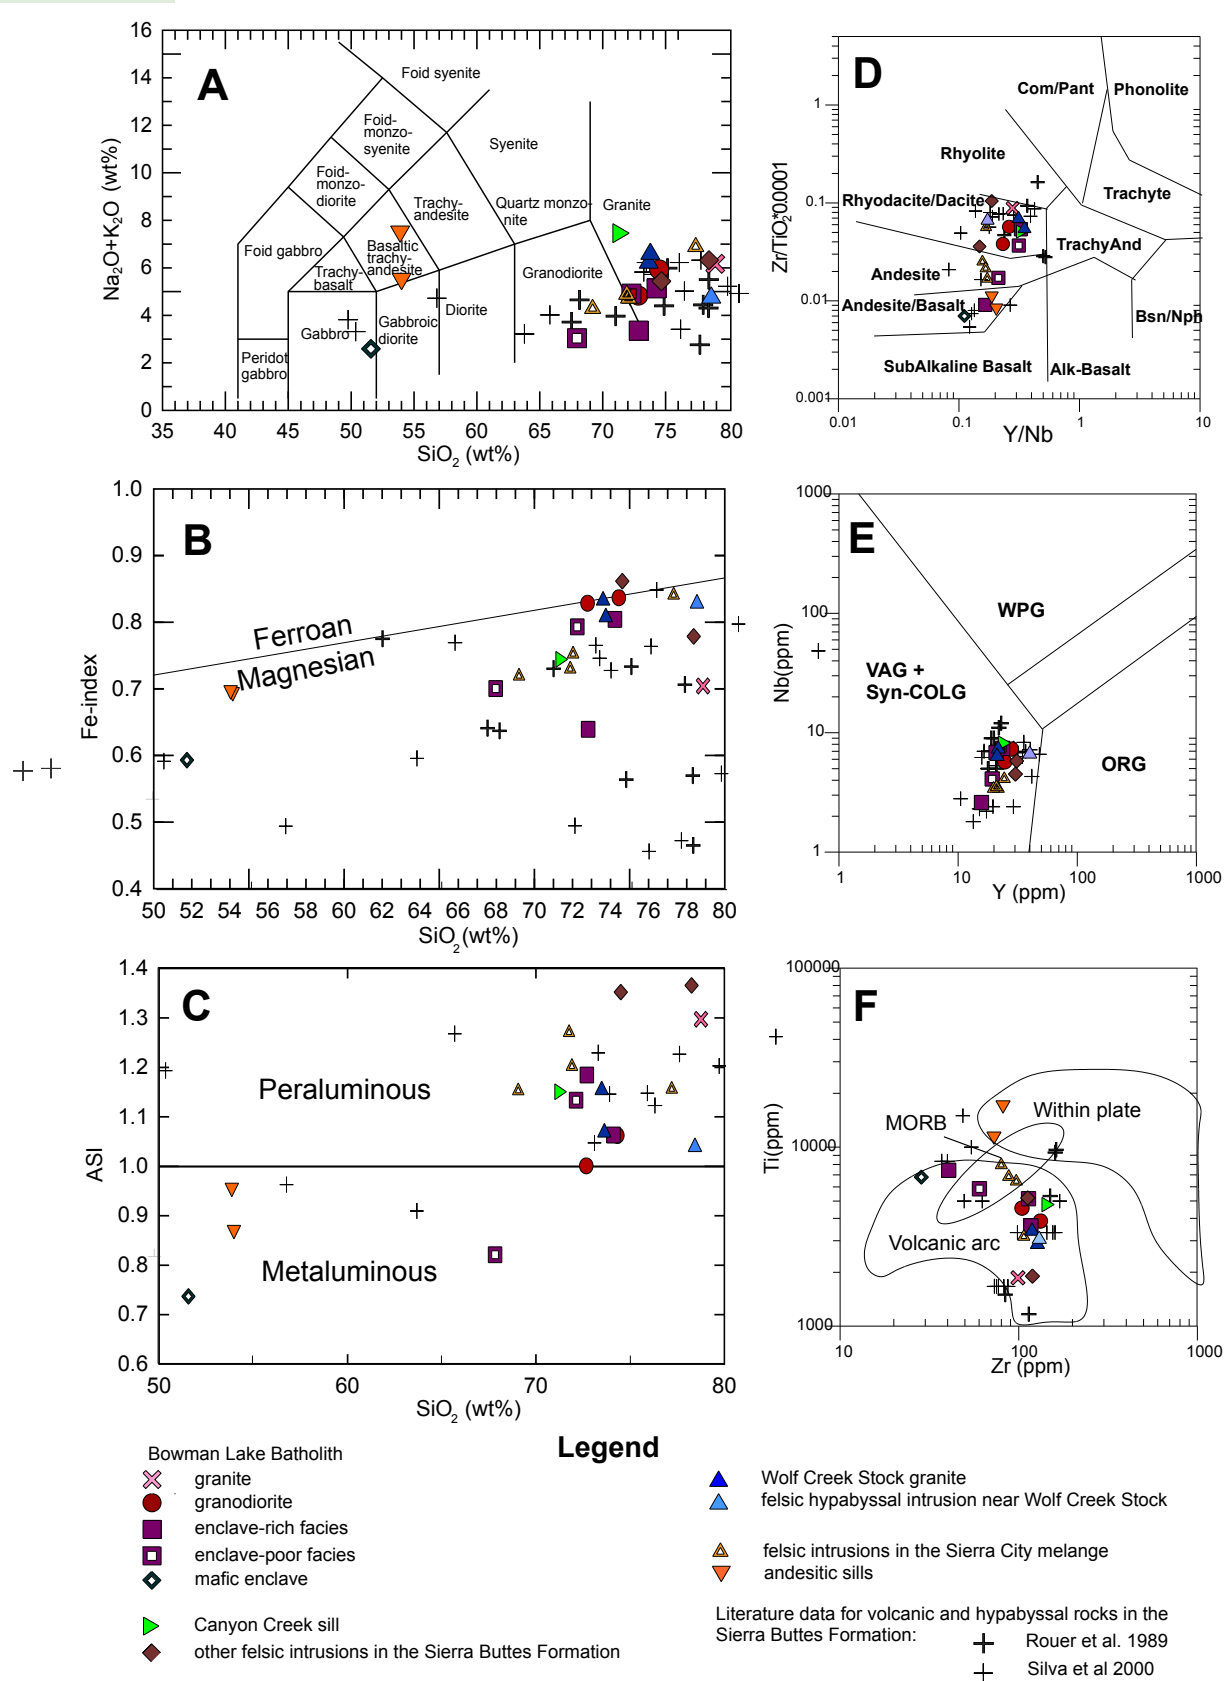 A
16
14
12
10
8
6
4
2
0
Na2O+K2O (wt%)
Foid syenite
Foid-
monzo-
syenite
Syenite
Foid-
monzo-
diorite
Trachy-
andesite
Quartz monzo-
nite
Granite
Foid gabbro
Basaltic
trachy-
andesite
Trachy-
basalt
Granodiorite
Gabbro
Gabbroic
diorite
Diorite
Peridot
gabbro
35 40 45 50 55 60 65 70 75 80
SiO2 (wt%)
D
1
0.1
0.01
0.001
Zr/TiO2*0.0001
Com/Pant
Phonolite
Rhyolite
Trachyte
Rhyodacite/Dacite
TrachyAnd
Andesite
Andesite/Basalt
Bsn/Nph
SubAlkaline Basalt
Alk-Basalt
0.01 0.1 1 10
Y/Nb
B
1.0
0.9
0.8
0.7
0.6
0.5
0.4
Fe-index
Ferroan
Magnesian
50 52 54 56 58 60 62 64 66 68 70 72 74 76 78 80
SiO2 (wt%)
E
1000
100
10
1
Nb(ppm)
WPG
VAG +
Syn-COLG
ORG
1 10 100 1000
Y (ppm)
C
1.4
1.3
1.2
1.1
1.0
0.9
0.8
0.7
0.6
ASI
Peraluminous
Metaluminous
50 60 70 80
SiO2 (wt%)
F
100000
10000
1000
Ti(ppm)
Within plate
MORB
Volcanic arc
10 100 1000
Zr (ppm)
Legend
Bowman Lake Batholith
granite
granodiorite
enclave-rich facies
enclave-poor facies
mafic enclave
Canyon Creek sill
other felsic intrusions in the Sierra Buttes Formation
Wolf Creek Stock granite
felsic hypabyssal intrusion near Wolf Creek Stock
felsic intrusions in the Sierra City melange
andesitic sills
Literature data for volcanic and hypabyssal rocks in the
Sierra Buttes Formation:
Rouer et al. 1989
Silva et al 2000